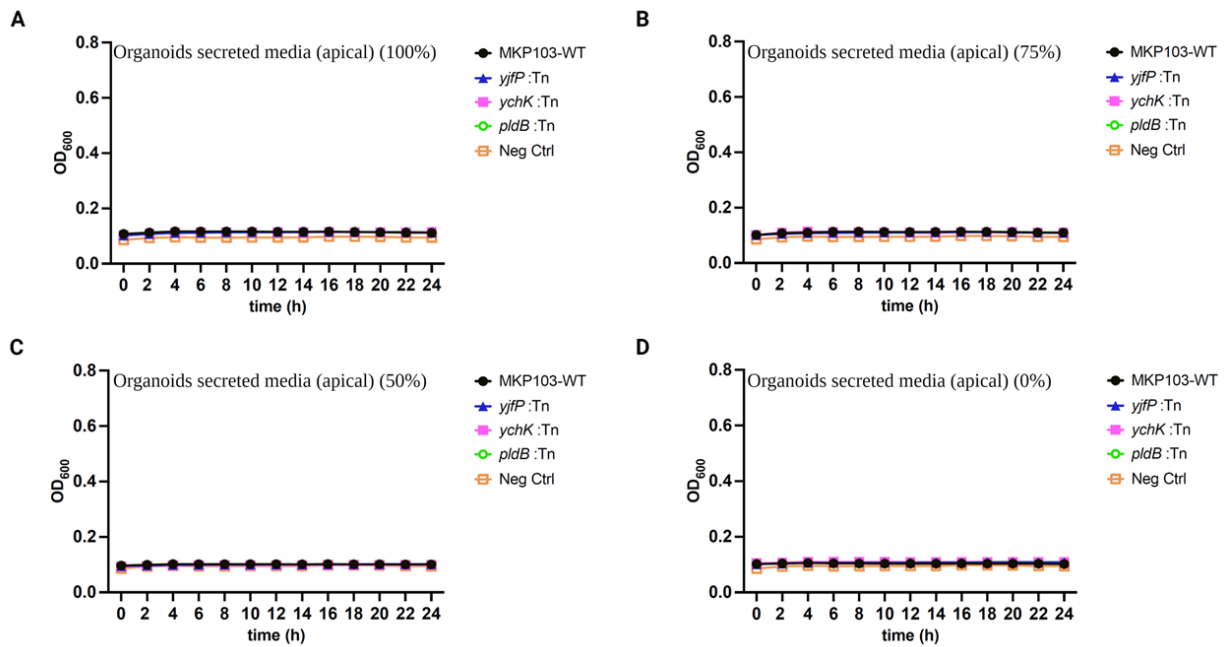 A
Organoids secreted media (apical) (100%)
OD600
0.8
0.6
0.4
0.2
0.0
0 2 4 6 8 10 12 14 16 18 20 22 24
time (h)
MKP103-WT
yjfP :Tn
ychK :Tn
pldB :Tn
Neg Ctrl
B
Organoids secreted media (apical) (75%)
OD600
0.8
0.6
0.4
0.2
0.0
0 2 4 6 8 10 12 14 16 18 20 22 24
time (h)
MKP103-WT
yjfP :Tn
ychK :Tn
pldB :Tn
Neg Ctrl
C
Organoids secreted media (apical) (50%)
OD600
0.8
0.6
0.4
0.2
0.0
0 2 4 6 8 10 12 14 16 18 20 22 24
time (h)
MKP103-WT
yjfP :Tn
ychK :Tn
pldB :Tn
Neg Ctrl
D
Organoids secreted media (apical) (0%)
OD600
0.8
0.6
0.4
0.2
0.0
0 2 4 6 8 10 12 14 16 18 20 22 24
time (h)
MKP103-WT
yjfP :Tn
ychK :Tn
pldB :Tn
Neg Ctrl